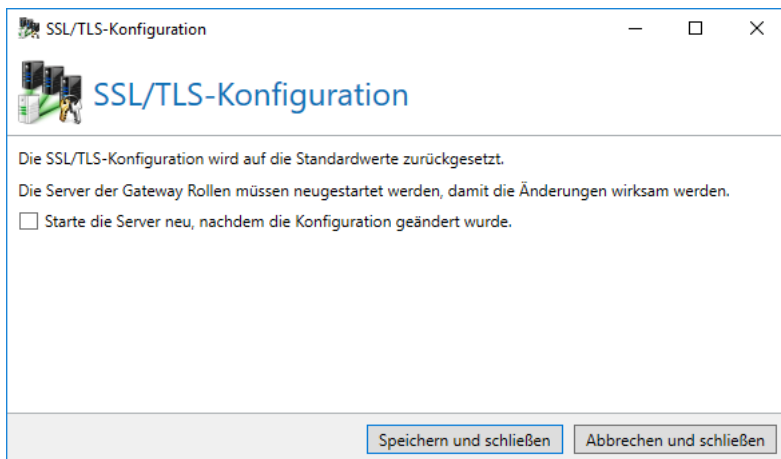 SSL/TLS-Konfiguration
SSL/TLS-Konfiguration
Die SSL/TLS-Konfiguration wird auf die Standardwerte zurückgesetzt.
Die Server der Gateway Rollen müssen neugestartet werden, damit die Änderungen wirksam werden.
Starte die Server neu, nachdem die Konfiguration geändert wurde.
Speichern und schließen Abbrechen und schließen